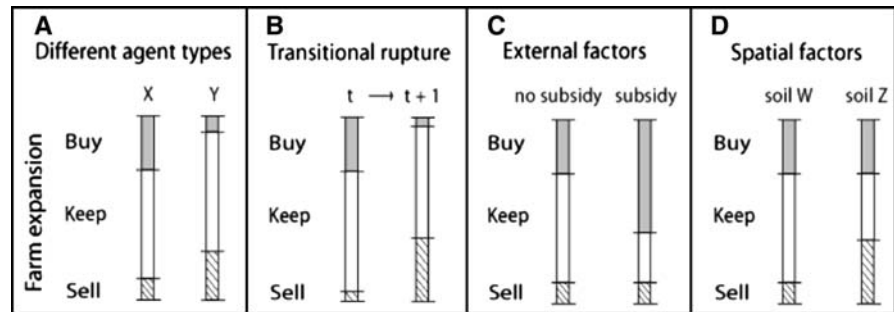 A
Different agent types
X Y
Buy
Keep
Sell
Farm expansion
B
Transitional rupture
t → t + 1
Buy
Keep
Sell
C
External factors
no subsidy subsidy
Buy
Keep
Sell
D
Spatial factors
soil W soil Z
Buy
Keep
Sell